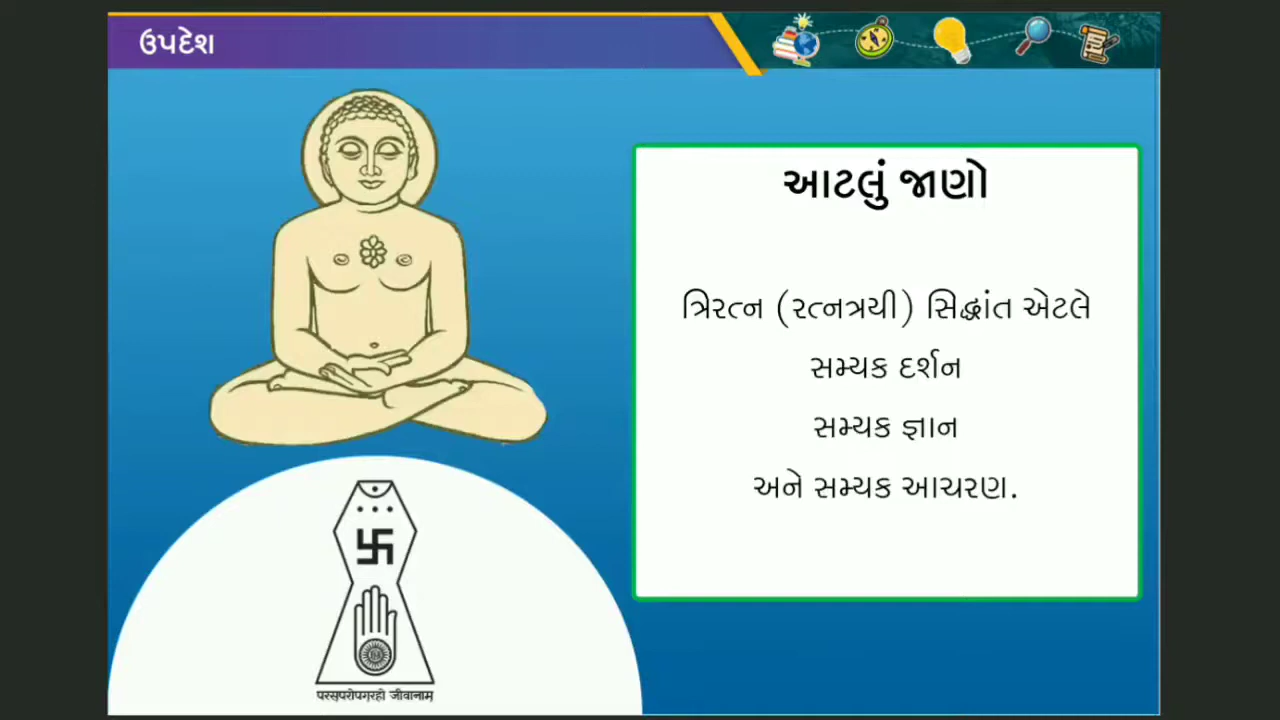 ઉપદેશ
આટલું જાણો
ત્રિરત્ન (રત્નત્રયી) સિદ્ધાંત એટલે
સમ્યક દર્શન
સમ્યક જ્ઞાન
અને સમ્યક આચરણ.
परस्परोपग्रहो जीवानाम्